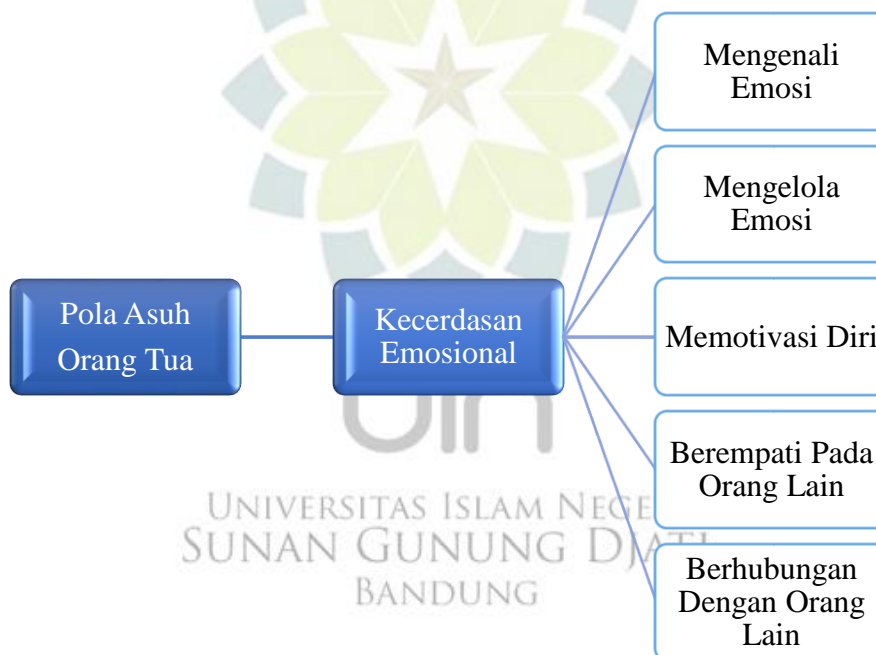 Pola Asuh
Orang Tua
Kecerdasan
Emosional
Mengenali
Emosi
Mengelola
Emosi
Memotivasi Diri
Berempati Pada
Orang Lain
Berhubungan
Dengan Orang
Lain
uin
UNIVERSITAS ISLAM NEGE
SUNAN GUNUNG DJATI
BANDUNG